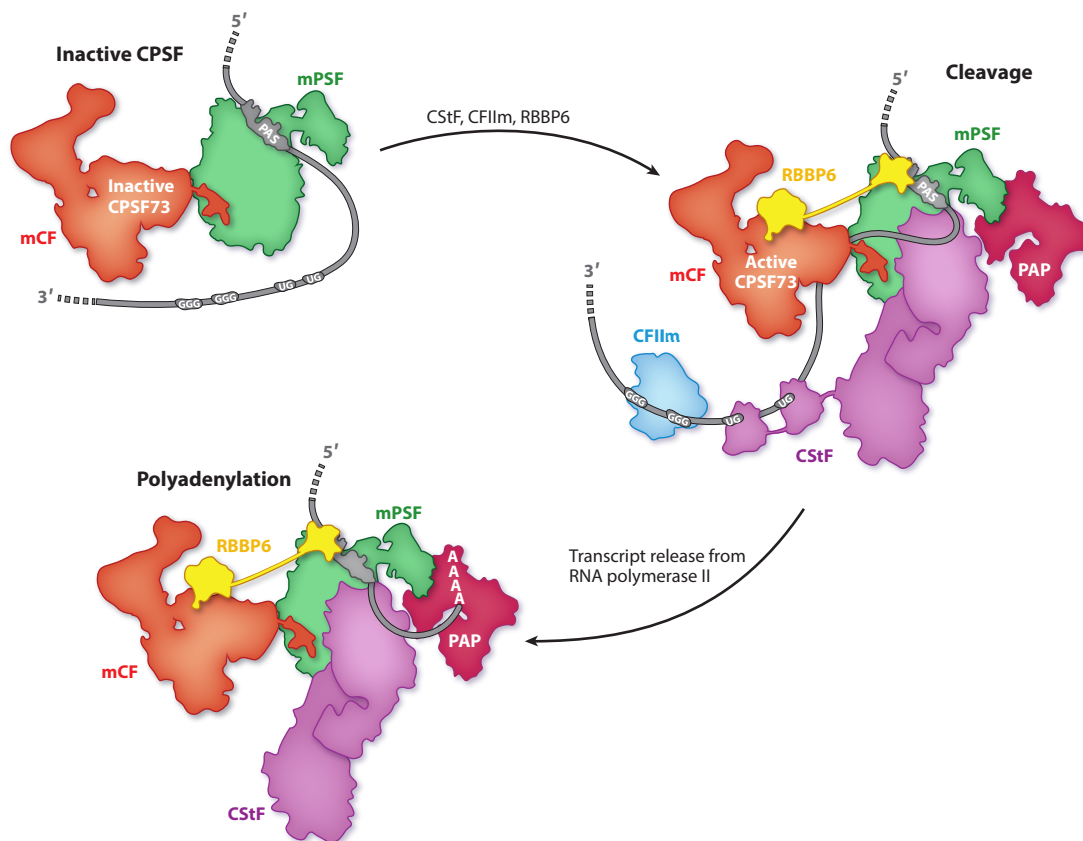 Inactive CPSF
5′
mPSF
PAS
Inactive
CPSF73
mCF
3′
GGG
GGG
UG
UG
CStF, CFIIm, RBBP6
Cleavage
5′
mPSF
RBBP6
PAS
PAP
mCF
Active
CPSF73
3′
CFIIm
GGG
GGG
UG
UG
CStF
Transcript release from
RNA polymerase II
Polyadenylation
5′
mPSF
RBBP6
A
A
A
A
PAP
mCF
CStF